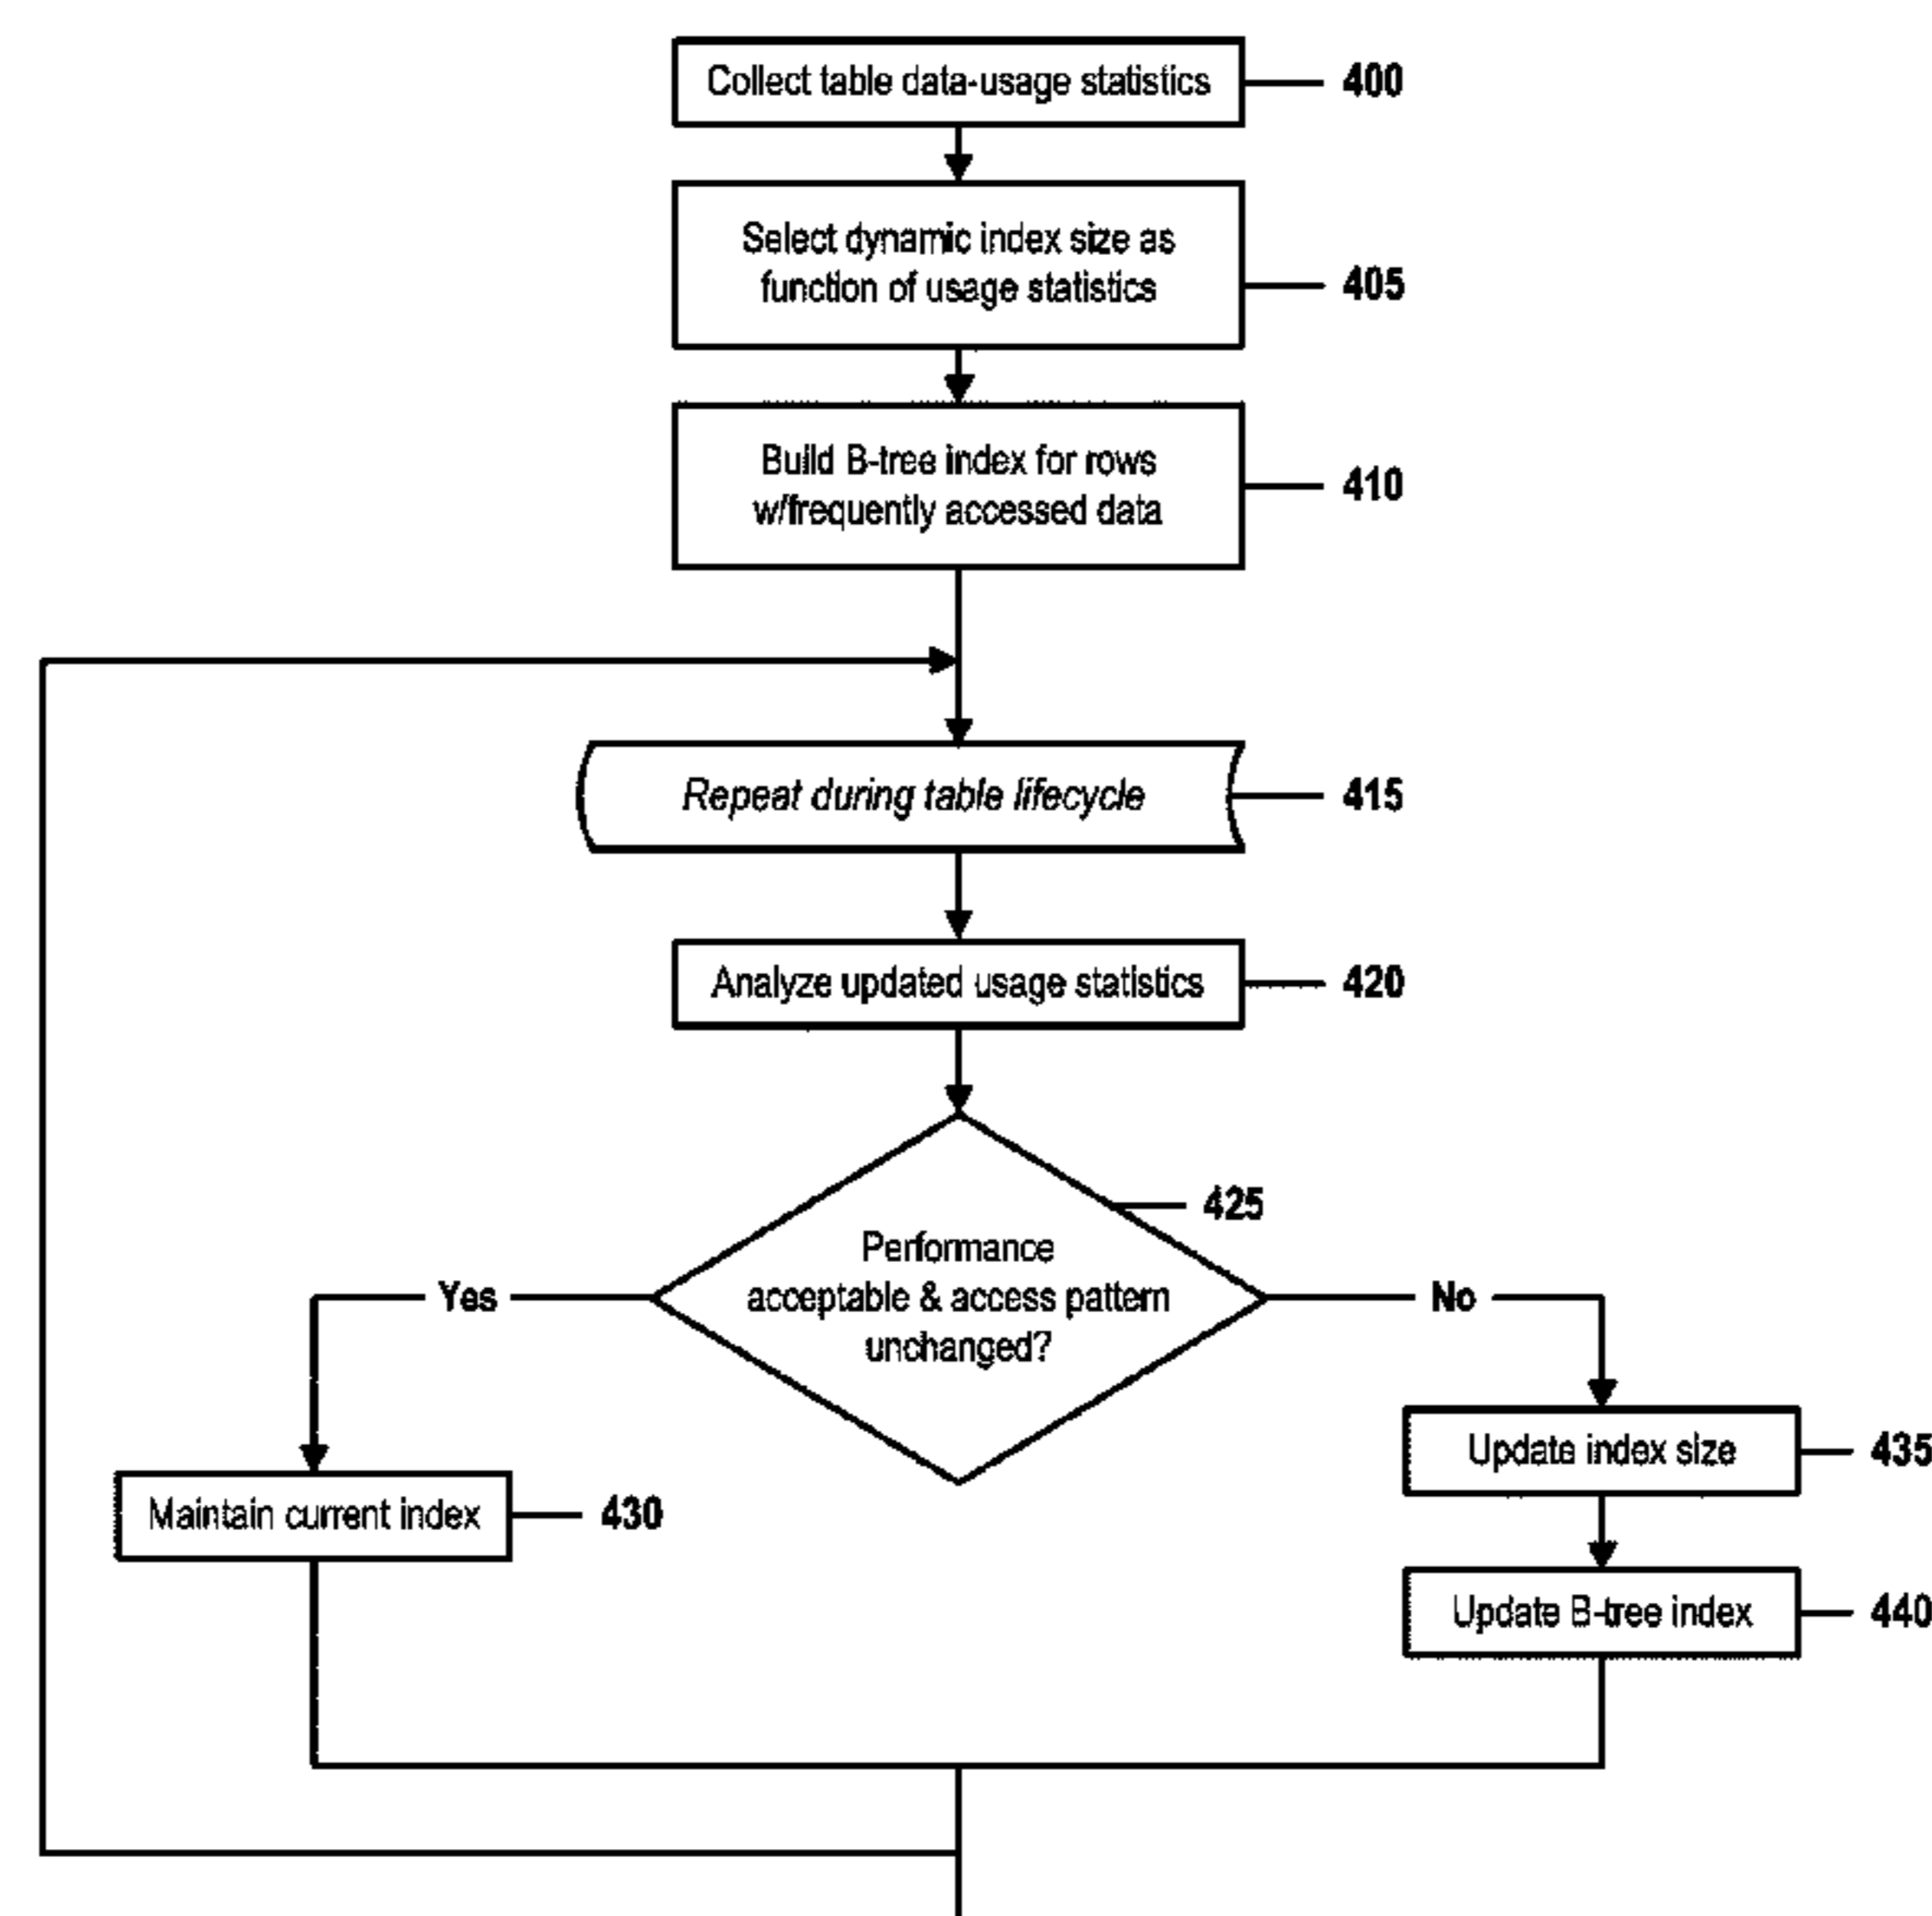 Collect table data-usage statistics
400
Select dynamic index size as
function of usage statistics
405
Build B-tree index for rows
w/frequently accessed data
410
Repeat during table lifecycle
415
Analyze updated usage statistics
420
425
Performance
acceptable & access pattern
unchanged?
Yes
No
Update index size
435
Maintain current index
430
Update B-tree index
440